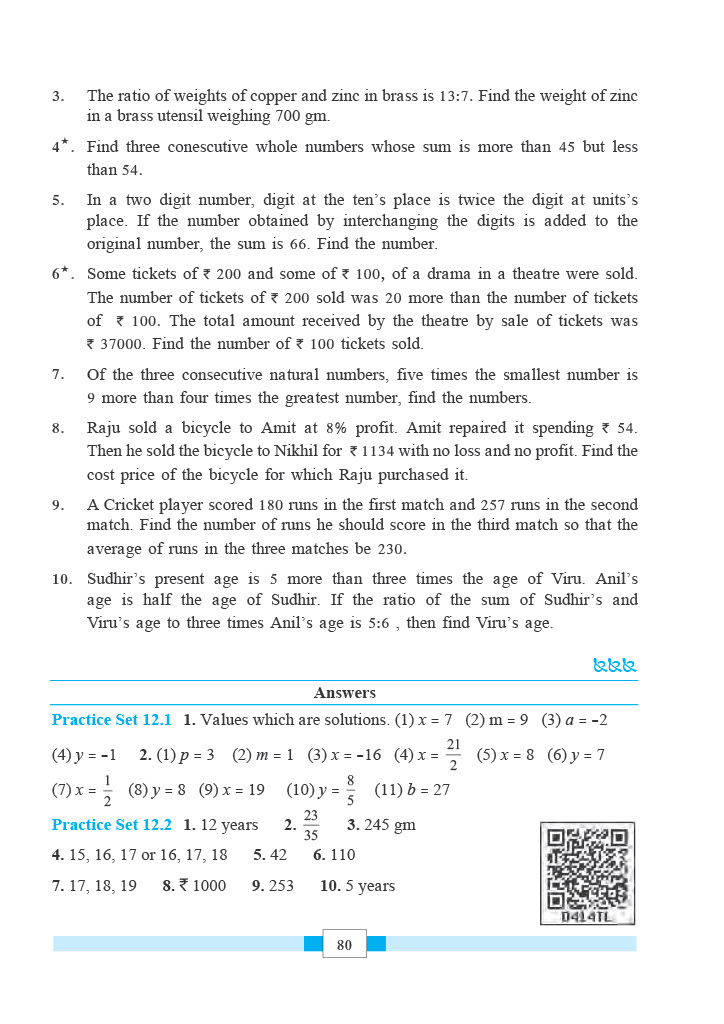 3. The ratio of weights of copper and zinc in brass is 13:7. Find the weight of zinc
in a brass utensil weighing 700 gm.
4★. Find three conescutive whole numbers whose sum is more than 45 but less
than 54.
5. In a two digit number, digit at the ten's place is twice the digit at units's
place. If the number obtained by interchanging the digits is added to the
original number, the sum is 66. Find the number.
6★. Some tickets of ₹ 200 and some of ₹ 100, of a drama in a theatre were sold.
The number of tickets of ₹ 200 sold was 20 more than the number of tickets
of ₹ 100. The total amount received by the theatre by sale of tickets was
₹ 37000. Find the number of ₹ 100 tickets sold.
7. Of the three consecutive natural numbers, five times the smallest number is
9 more than four times the greatest number, find the numbers.
8. Raju sold a bicycle to Amit at 8% profit. Amit repaired it spending ₹ 54.
Then he sold the bicycle to Nikhil for ₹ 1134 with no loss and no profit. Find the
cost price of the bicycle for which Raju purchased it.
9. A Cricket player scored 180 runs in the first match and 257 runs in the second
match. Find the number of runs he should score in the third match so that the
average of runs in the three matches be 230.
10. Sudhir's present age is 5 more than three times the age of Viru. Anil's
age is half the age of Sudhir. If the ratio of the sum of Sudhir's and
Viru's age to three times Anil's age is 5:6 , then find Viru's age.
Answers
Practice Set 12.1 1. Values which are solutions. (1) x = 7 (2) m = 9 (3) a = -2
(4) y = -1 2. (1) p = 3 (2) m = 1 (3) x = -16 (4) x = 21/2 (5) x = 8 (6) y = 7
(7) x = 1/2 (8) y = 8 (9) x = 19 (10) y = 8/5 (11) b = 27
Practice Set 12.2 1. 12 years 2. 23/35 3. 245 gm
4. 15, 16, 17 or 16, 17, 18 5. 42 6. 110
7. 17, 18, 19 8. ₹ 1000 9. 253 10. 5 years
D414TL
80